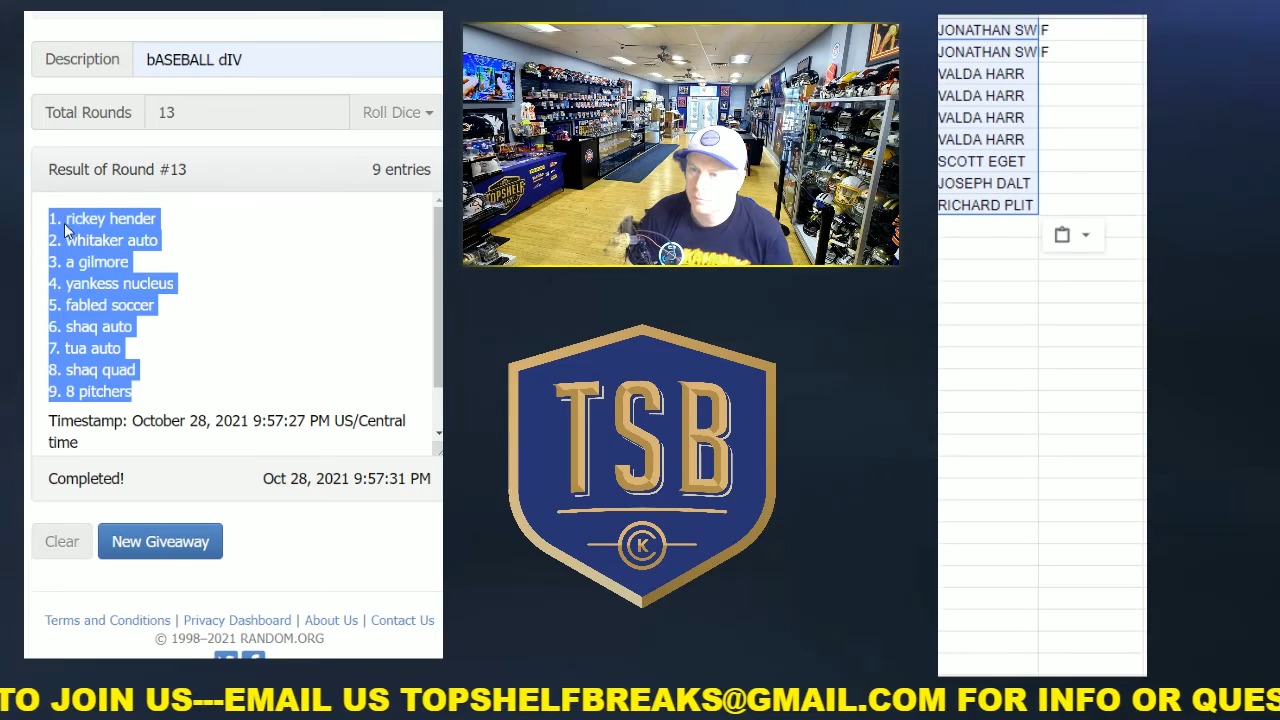 Description bASEBALL dIV
Total Rounds 13 Roll Dice
Result of Round #13 9 entries
1. rickey hender
2. whitaker auto
3. a gilmore
4. yankess nucleus
5. fabled soccer
6. shaq auto
7. tua auto
8. shaq quad
9. 8 pitchers
Timestamp: October 28, 2021 9:57:27 PM US/Central
time
Completed! Oct 28, 2021 9:57:31 PM
Clear New Giveaway
Terms and Conditions | Privacy Dashboard | About Us | Contact Us
© 1998–2021 RANDOM.ORG
TSB
CK
JONATHAN SW F
JONATHAN SW F
VALDA HARR
VALDA HARR
VALDA HARR
VALDA HARR
SCOTT EGET
JOSEPH DALT
RICHARD PLIT
TO JOIN US---EMAIL US TOPSHELFBREAKS@GMAIL.COM FOR INFO OR QUES